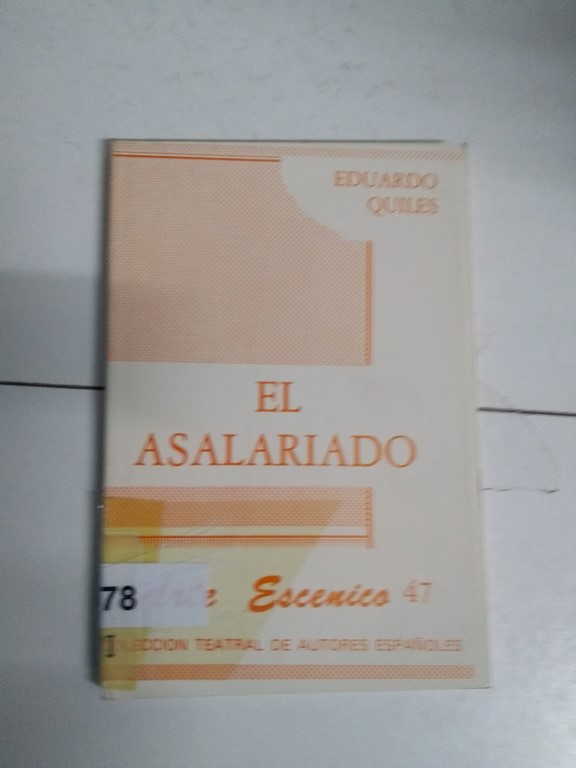 EDUARDO
QUILES
EL
ASALARIADO
Escenico 47
78
LECCION TEATRAL DE AUTORES ESPAÑOLES